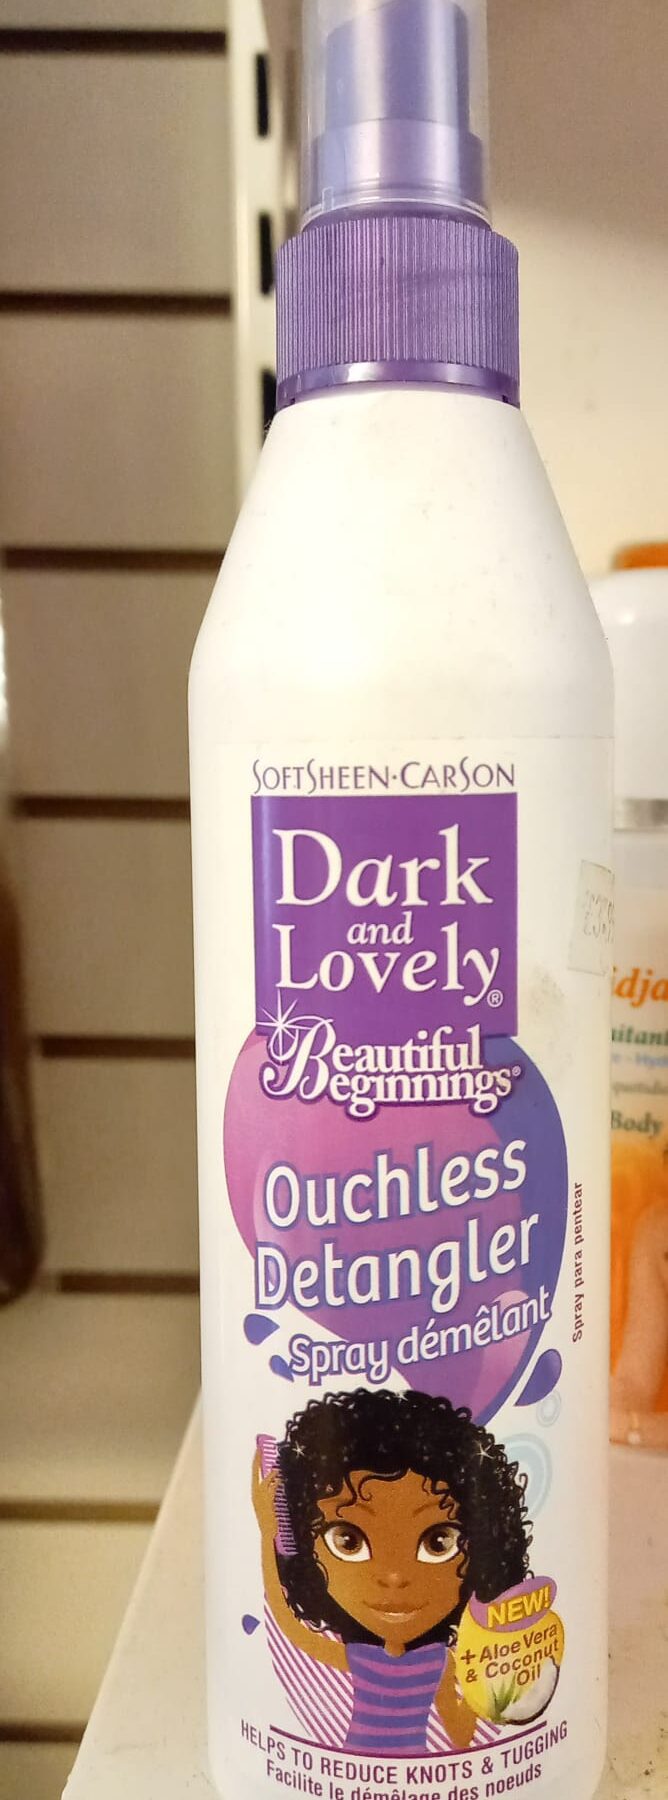 SOFTSHEEN·CARSON
Dark
and
Lovely®
Beautiful
Beginnings®
Ouchless
Detangler
Spray démêlant
Spray para pentear
NEW!
+ Aloe Vera
& Coconut
Oil
HELPS TO REDUCE KNOTS & TUGGING
Facilite le démêlage des noeuds
Body